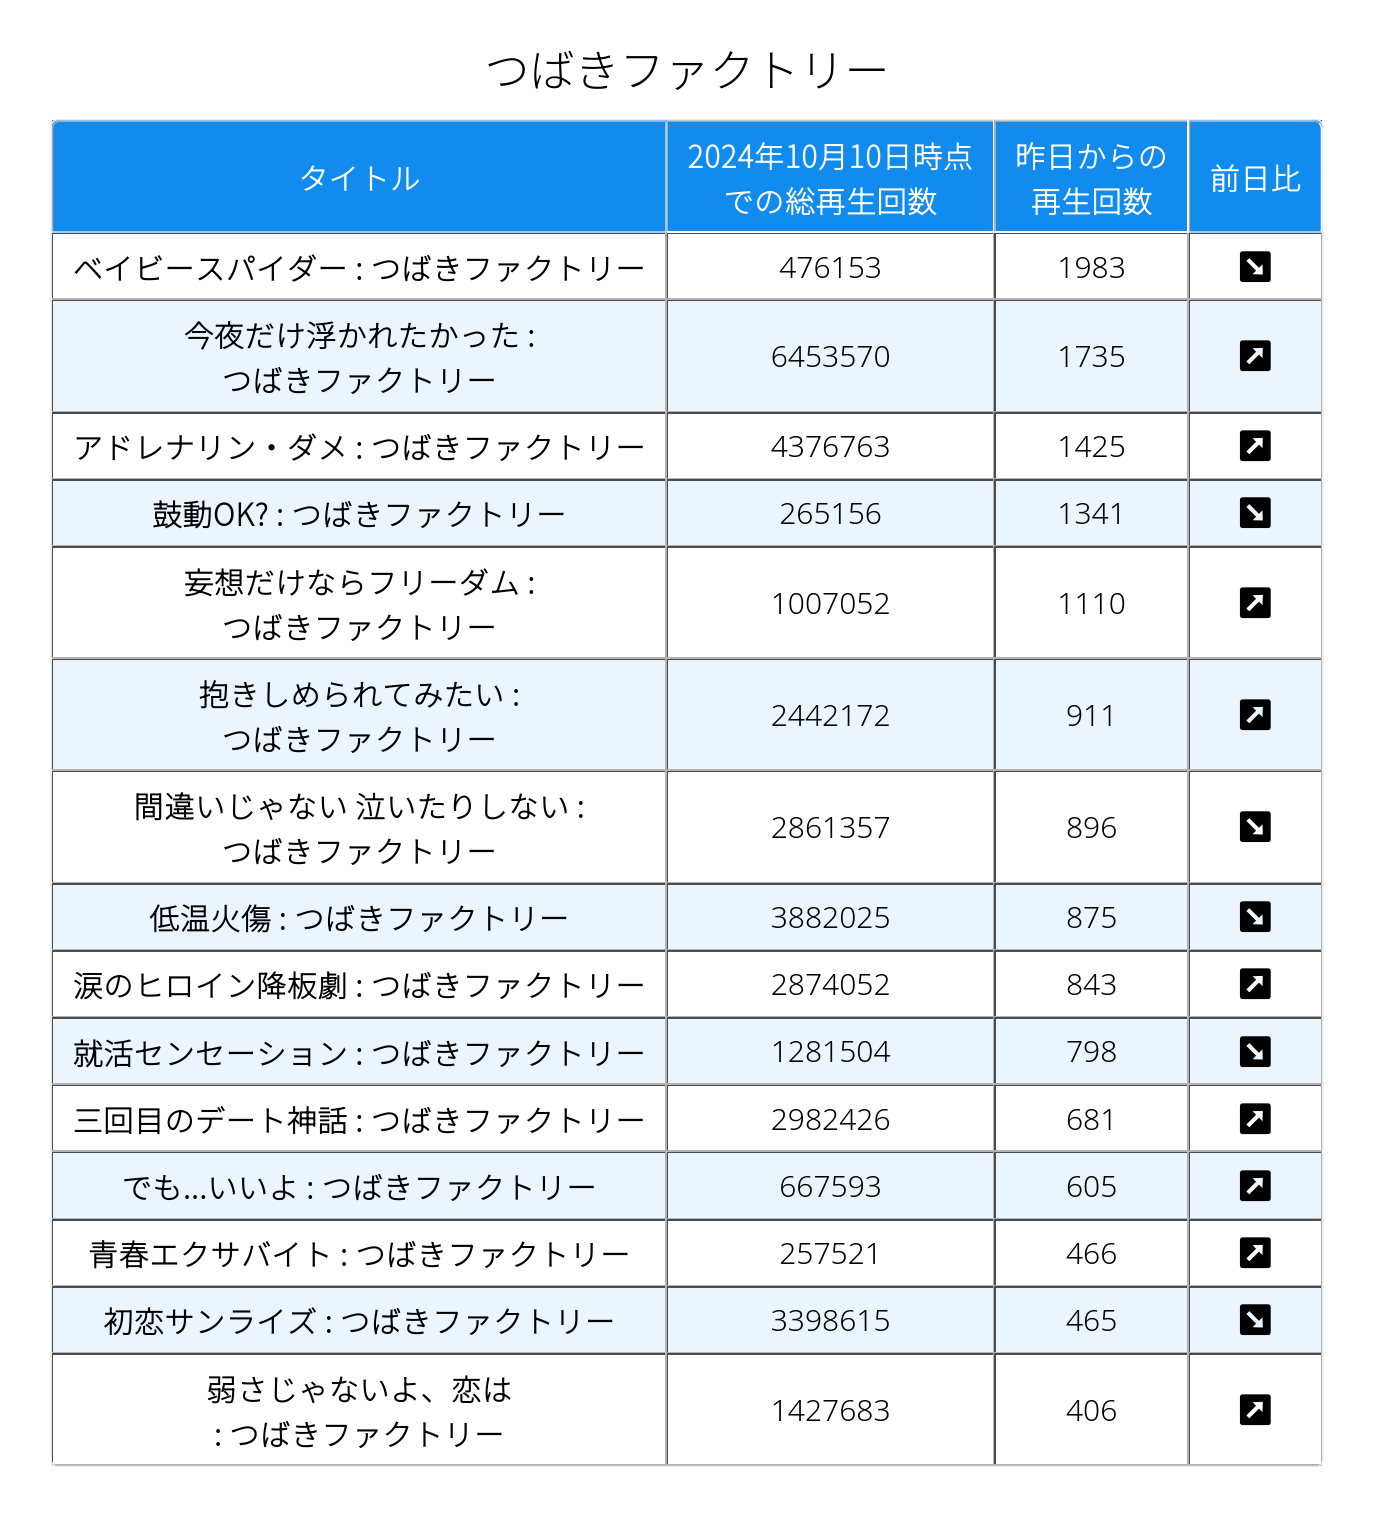 つばきファクトリー
タイトル
2024年10月10日時点
での総再生回数
昨日からの
再生回数
前日比
ベイビースパイダー : つばきファクトリー 476153 1983 ↘
今夜だけ浮かれたかった :
つばきファクトリー 6453570 1735 ↗
アドレナリン・ダメ : つばきファクトリー 4376763 1425 ↗
鼓動OK? : つばきファクトリー 265156 1341 ↘
妄想だけならフリーダム :
つばきファクトリー 1007052 1110 ↗
抱きしめられてみたい :
つばきファクトリー 2442172 911 ↗
間違いじゃない 泣いたりしない :
つばきファクトリー 2861357 896 ↘
低温火傷 : つばきファクトリー 3882025 875 ↘
涙のヒロイン降板劇 : つばきファクトリー 2874052 843 ↗
就活センセーション : つばきファクトリー 1281504 798 ↘
三回目のデート神話 : つばきファクトリー 2982426 681 ↗
でも...いいよ : つばきファクトリー 667593 605 ↗
青春エクサバイト : つばきファクトリー 257521 466 ↗
初恋サンライズ : つばきファクトリー 3398615 465 ↘
弱さじゃないよ、恋は
: つばきファクトリー 1427683 406 ↗